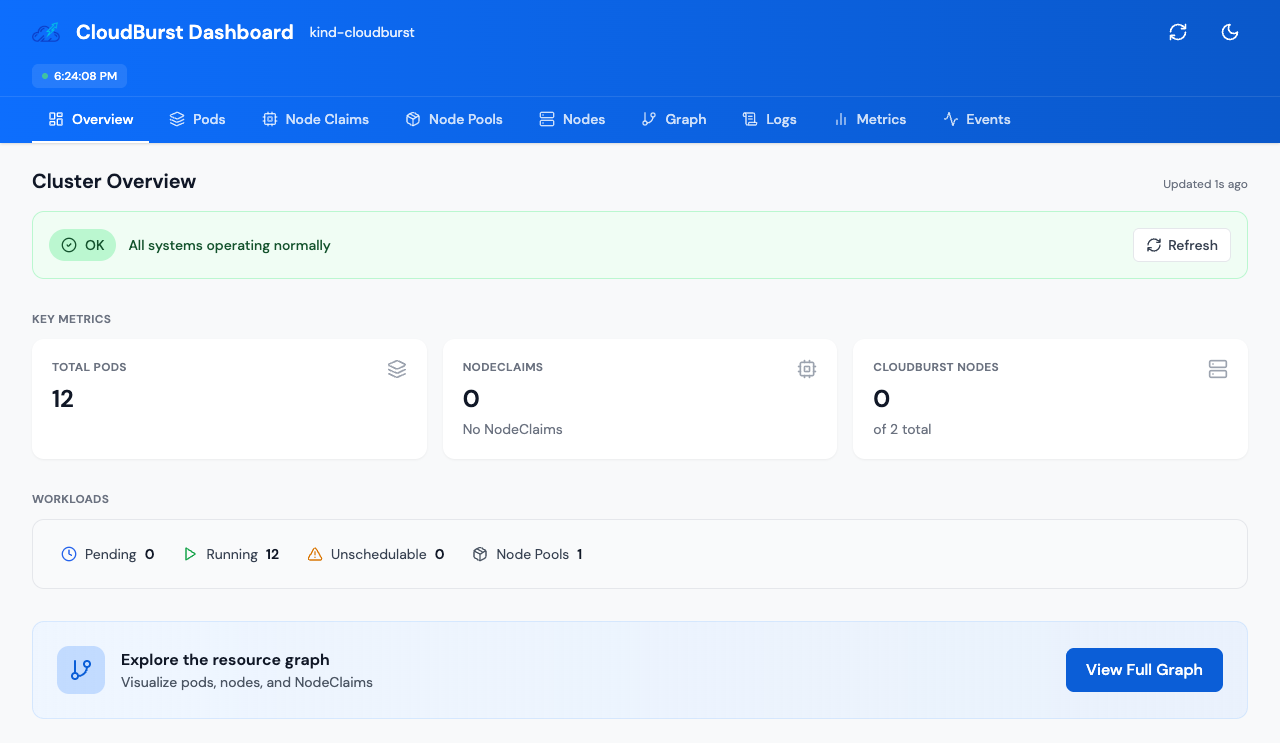 CloudBurst Dashboard kind-cloudburst
6:24:08 PM
Overview Pods Node Claims Node Pools Nodes Graph Logs Metrics Events
Cluster Overview
Updated 1s ago
OK All systems operating normally Refresh
KEY METRICS
TOTAL PODS
12
NODECLAIMS
0
No NodeClaims
CLOUDBURST NODES
0
of 2 total
WORKLOADS
Pending 0 Running 12 Unschedulable 0 Node Pools 1
Explore the resource graph
Visualize pods, nodes, and NodeClaims
View Full Graph